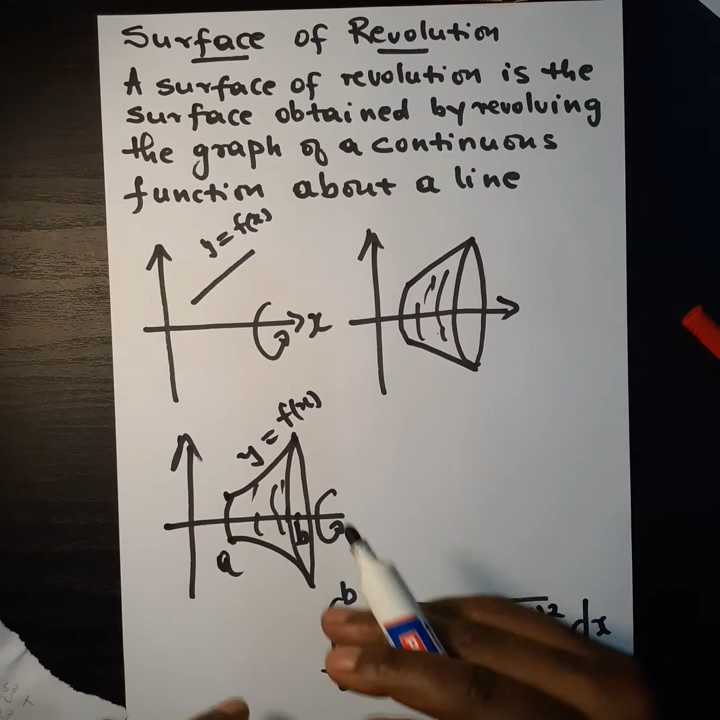 Surface of Revolution
A surface of revolution is the
surface obtained by revolving
the graph of a continuous
function about a line
y = f(x)
x
y = f(x)
a
b
b
2 dx